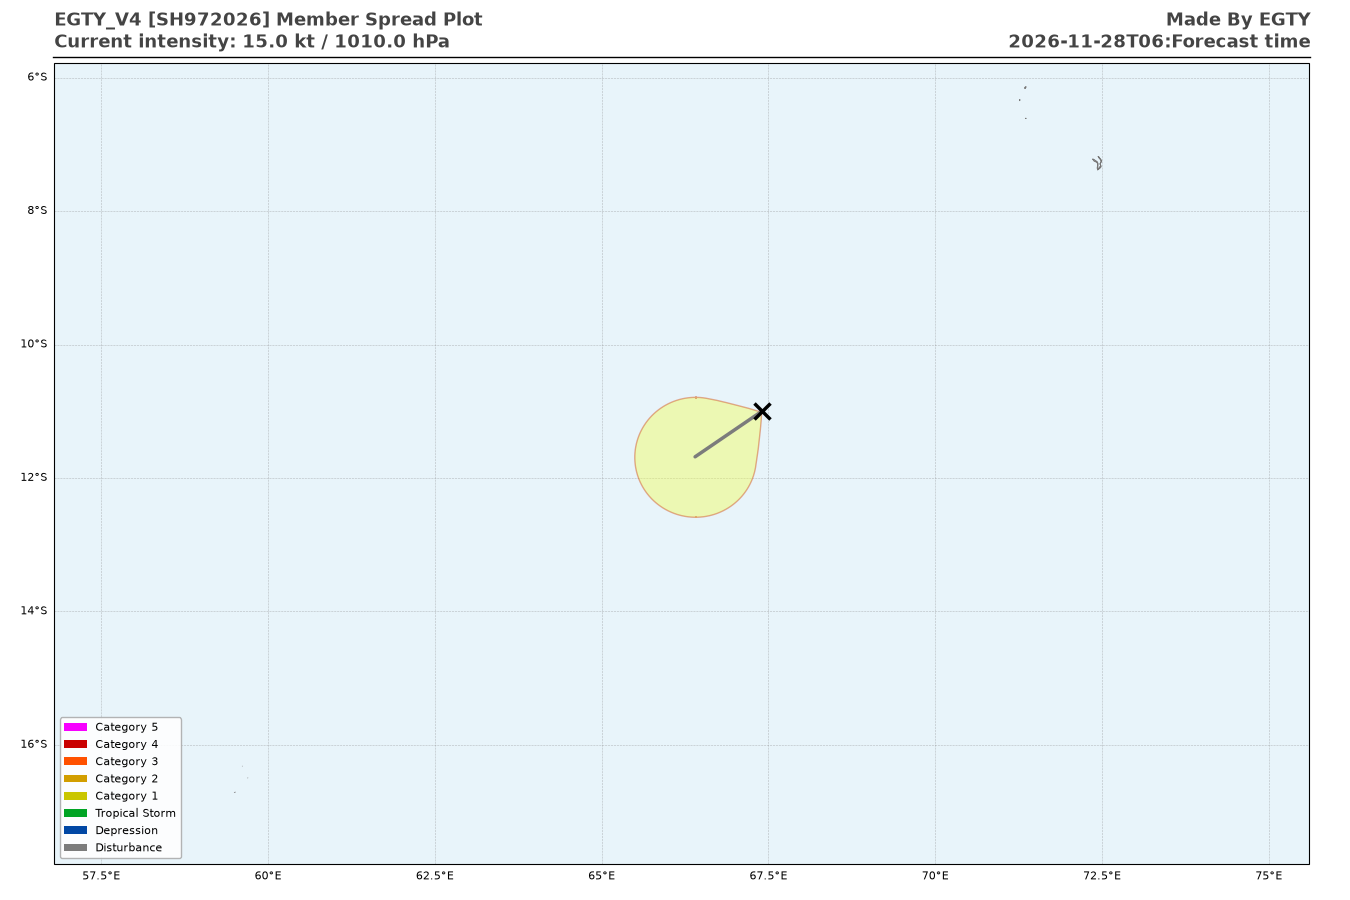 EGTY_V4 [SH972026] Member Spread Plot
Current intensity: 15.0 kt / 1010.0 hPa
Made By EGTY
2026-11-28T06:Forecast time
6°S
8°S
10°S
12°S
14°S
16°S
Category 5
Category 4
Category 3
Category 2
Category 1
Tropical Storm
Depression
Disturbance
57.5°E
60°E
62.5°E
65°E
67.5°E
70°E
72.5°E
75°E